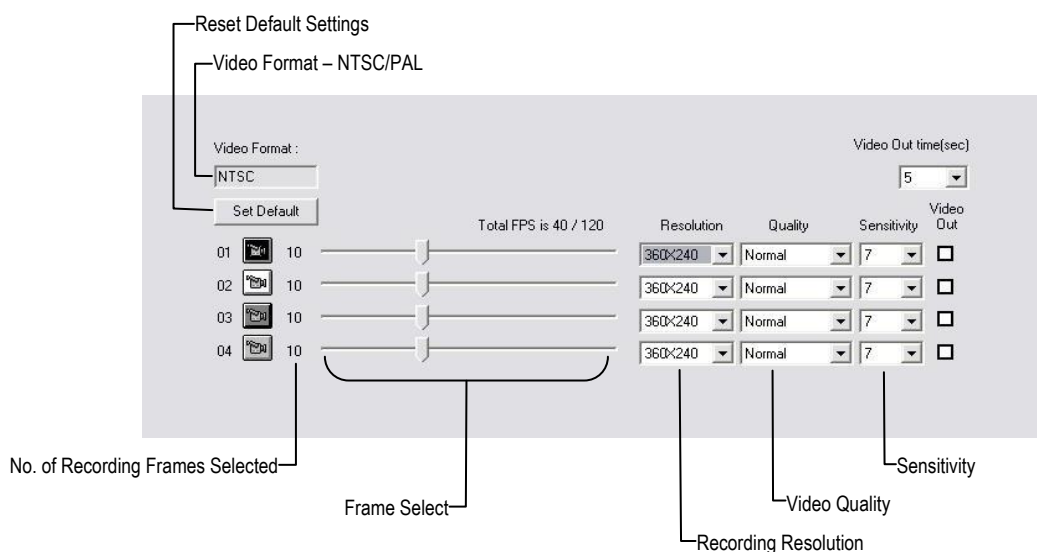 Reset Default Settings
Video Format – NTSC/PAL
Video Format :
Video Out time(sec)
NTSC
5
Set Default
Total FPS is 40 / 120
Resolution
Quality
Sensitivity
Video Out
01 10 360X240 Normal 7
02 10 360X240 Normal 7
03 10 360X240 Normal 7
04 10 360X240 Normal 7
No. of Recording Frames Selected
Sensitivity
Frame Select
Video Quality
Recording Resolution